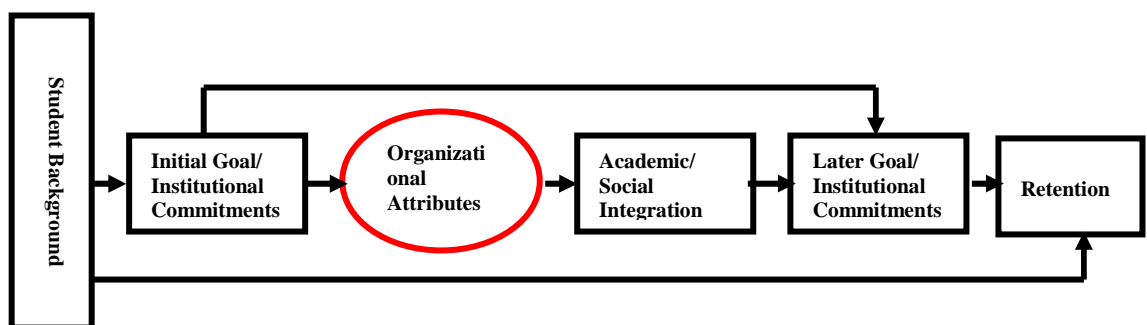 Student Background
Initial Goal/
Institutional
Commitments
Organizati
onal
Attributes
Academic/
Social
Integration
Later Goal/
Institutional
Commitments
Retention